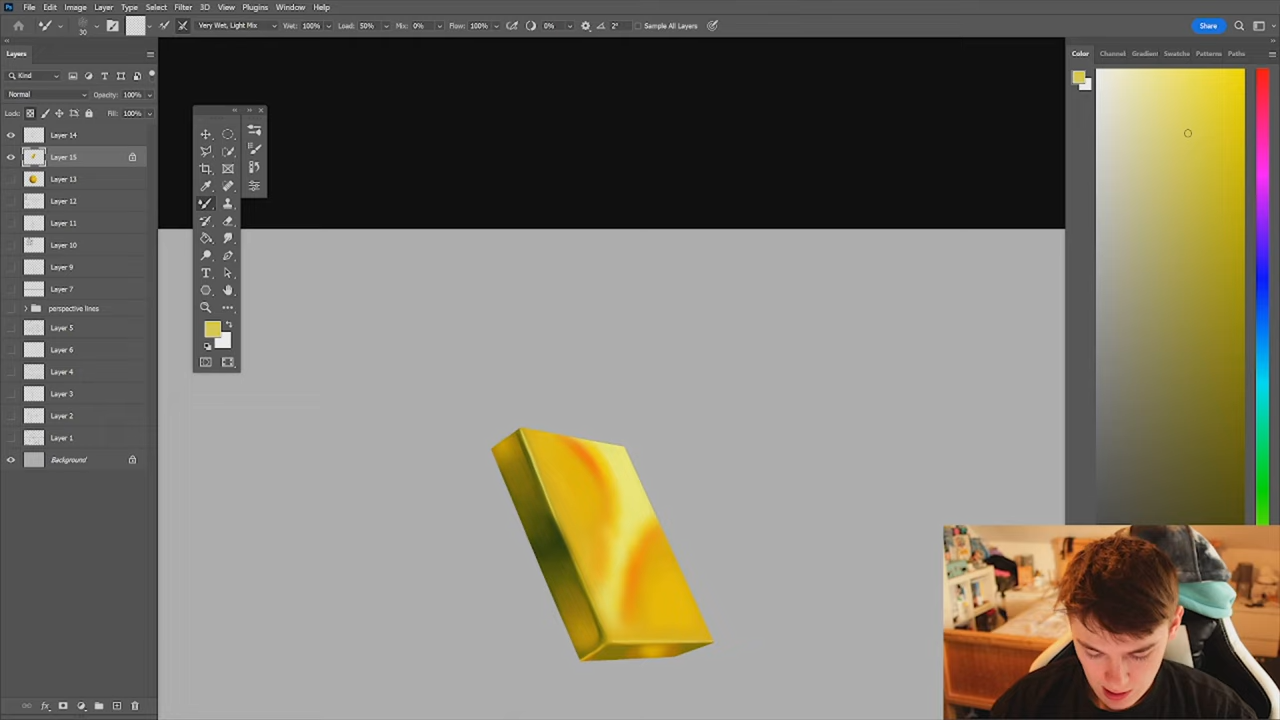 File Edit Image Layer Type Select Filter 3D View Plugins Window Help
30 Very Wet, Light Mix Wet: 100% Load: 50% Mix: 0% Flow: 100% 0% 2° Sample All Layers Share
Layers
Kind
Normal Opacity: 100%
Lock: Fill: 100%
Layer 14
Layer 15
Layer 13
Layer 12
Layer 11
Layer 10
Layer 9
Layer 7
perspective lines
Layer 5
Layer 6
Layer 4
Layer 3
Layer 2
Layer 1
Background
fx
Color Channel Gradient Swatche Patterns Paths